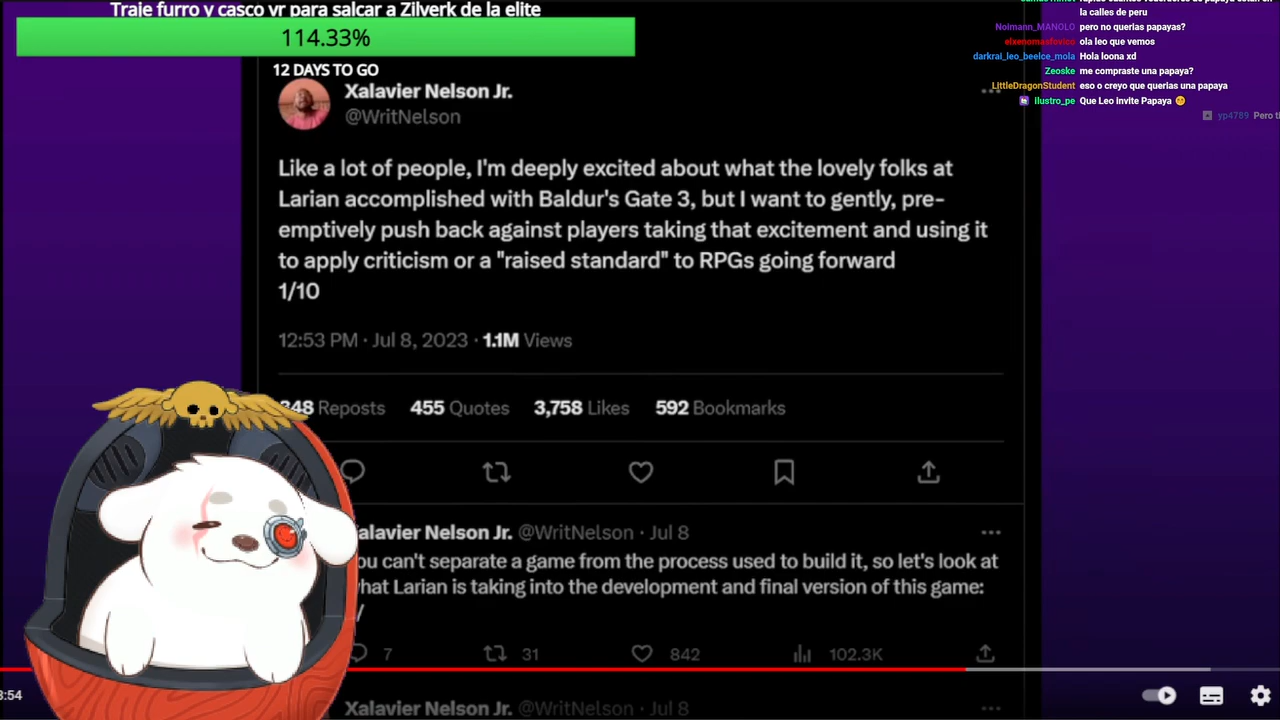 Traje furro y casco vr para salcar a Zilverk de la elite
114.33%
12 DAYS TO GO
Xalavier Nelson Jr.
@WritNelson
Like a lot of people, I'm deeply excited about what the lovely folks at
Larian accomplished with Baldur's Gate 3, but I want to gently, pre-
emptively push back against players taking that excitement and using it
to apply criticism or a "raised standard" to RPGs going forward
1/10
12:53 PM · Jul 8, 2023 · 1.1M Views
348 Reposts 455 Quotes 3,758 Likes 592 Bookmarks
Xalavier Nelson Jr. @WritNelson · Jul 8
You can't separate a game from the process used to build it, so let's look at
what Larian is taking into the development and final version of this game:
7 31 842 102.3K
Xalavier Nelson Jr. @WritNelson · Jul 8
3:54
la calles de peru
Noimann_MANOLO pero no querias papayas?
elxenomasfovico ola leo que vemos
darkrai_leo_beelce_mola Hola loona xd
Zeoske me compraste una papaya?
LittleDragonStudent eso o creyo que querias una papaya
Ilustro_pe Que Leo invite Papaya
yp4789 Pero